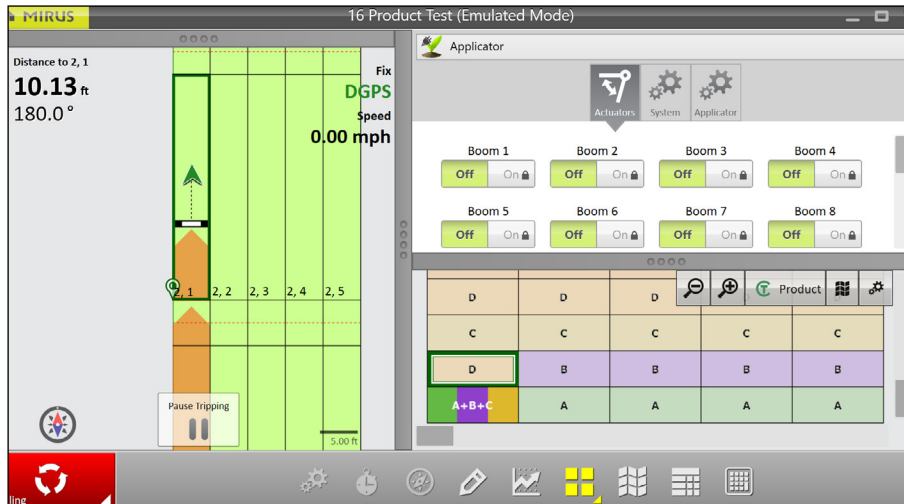 MIRUS
16 Product Test (Emulated Mode)
Distance to 2, 1
10.13 ft
180.0°
Fix
DGPS
Speed
0.00 mph
2, 1 2, 2 2, 3 2, 4 2, 5
Pause Tripping
5.00 ft
Applicator
Actuators System Applicator
Boom 1 Boom 2 Boom 3 Boom 4
Off On Off On Off On Off On
Boom 5 Boom 6 Boom 7 Boom 8
Off On Off On Off On Off On
Product
D D D
C C C C C
D B B B B
A+B+C A A A A
ling